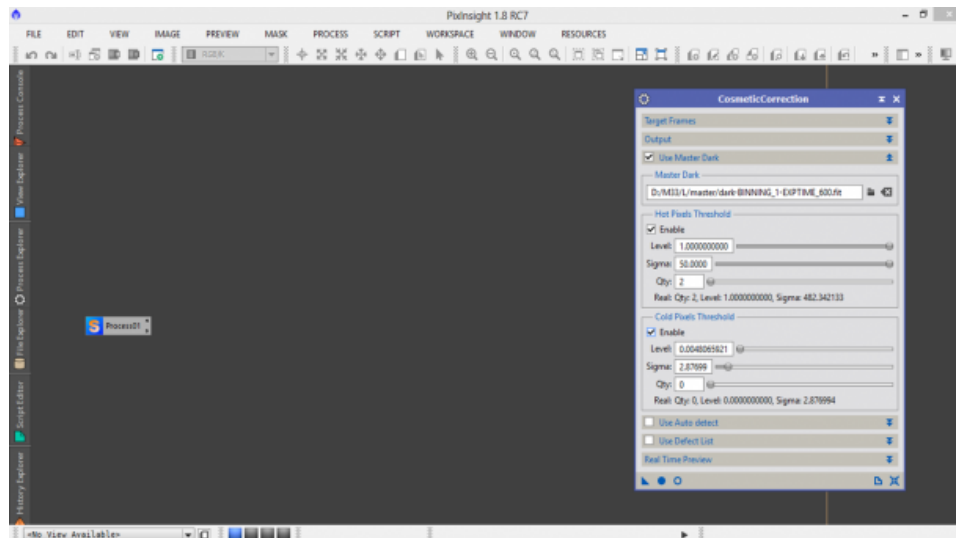 PixInsight 1.8 RC7
FILE EDIT VIEW IMAGE PREVIEW MASK PROCESS SCRIPT WORKSPACE WINDOW RESOURCES
RGB/K
Process Console
View Explorer
Process Explorer
File Explorer
Script Editor
History Explorer
Process01
CosmeticCorrection
Target Frames
Output
Use Master Dark
Master Dark
D:/M33/L/master/dark-BINNING_1-EXPTIME_600.fit
Hot Pixels Threshold
Enable
Level: 1.0000000000
Sigma: 50.0000
Qty: 2
Real: Qty: 2, Level: 1.0000000000, Sigma: 482.342133
Cold Pixels Threshold
Enable
Level: 0.0048065821
Sigma: 2.87699
Qty: 0
Real: Qty: 0, Level: 0.0000000000, Sigma: 2.876994
Use Auto detect
Use Defect List
Real Time Preview
<No View Available>